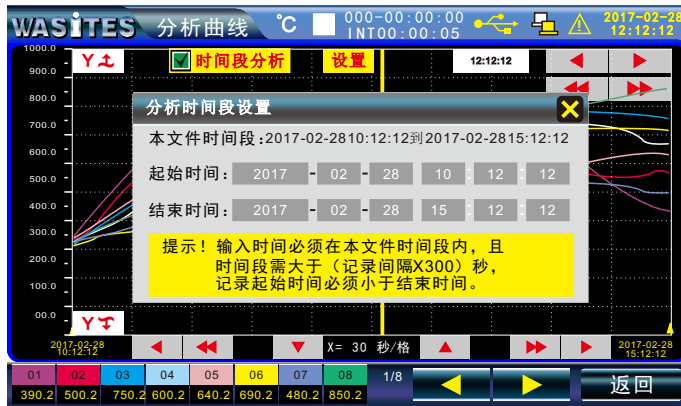 WASITES 分析曲线 ℃ 000-00:00:00 2017-02-28
INT00:00:05 12:12:12
1000.0 Y 时间段分析 设置 12:12:12
900.0
800.0
700.0
600.0
500.0
400.0
300.0
200.0
100.0
00.0
Y
分析时间段设置
本文件时间段:2017-02-2810:12:12到2017-02-2815:12:12
起始时间: 2017 - 02 - 28 10 : 12 : 12
结束时间: 2017 - 02 - 28 15 : 12 : 12
提示！输入时间必须在本文件时间段内，且
时间段需大于（记录间隔X300）秒，
记录起始时间必须小于结束时间。
2017-02-28 X= 30 秒/格 2017-02-28
10:12:12 15:12:12
01 02 03 04 05 06 07 08 1/8 返回
390.2 500.2 750.2 600.2 640.2 690.2 480.2 850.2